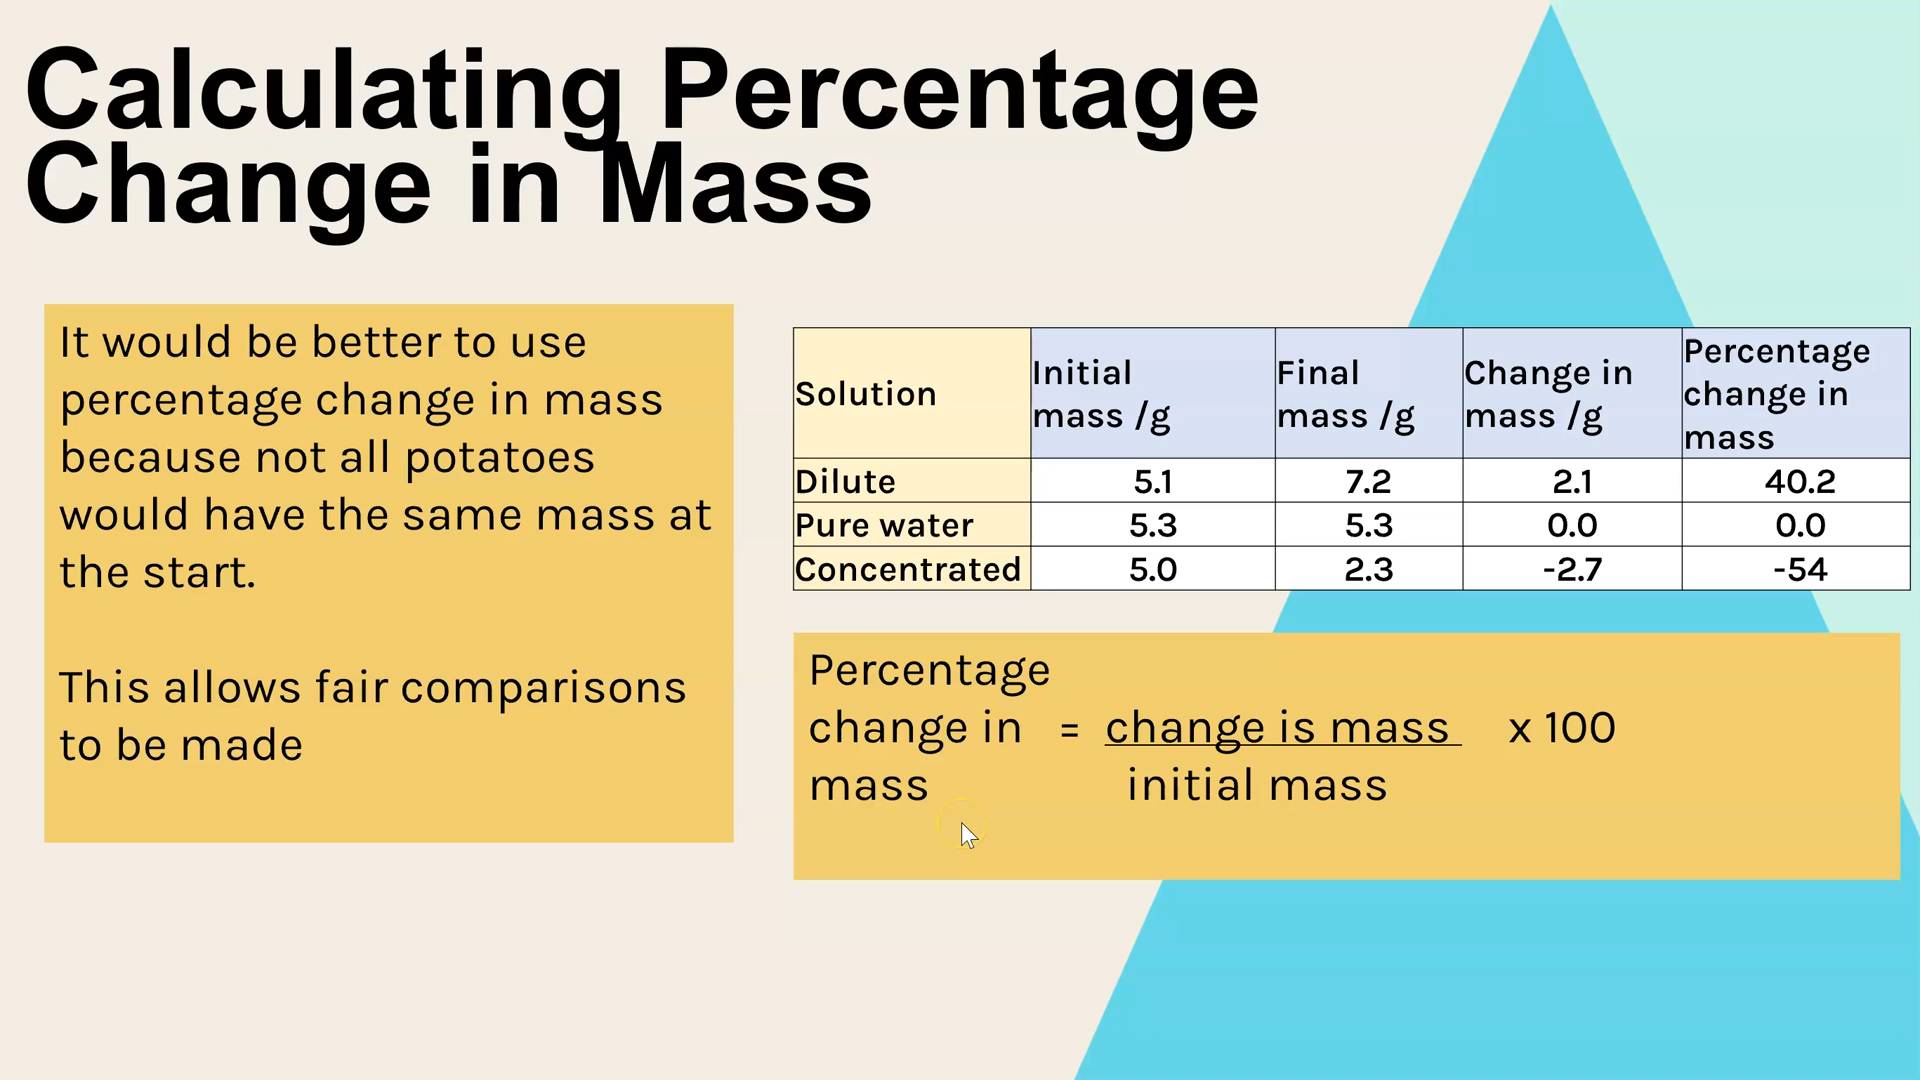 Calculating Percentage
Change in Mass
It would be better to use
percentage change in mass
because not all potatoes
would have the same mass at
the start.
This allows fair comparisons
to be made
Solution Initial mass /g Final mass /g Change in mass /g Percentage change in mass
Dilute 5.1 7.2 2.1 40.2
Pure water 5.3 5.3 0.0 0.0
Concentrated 5.0 2.3 -2.7 -54
Percentage
change in = change is mass x 100
mass initial mass